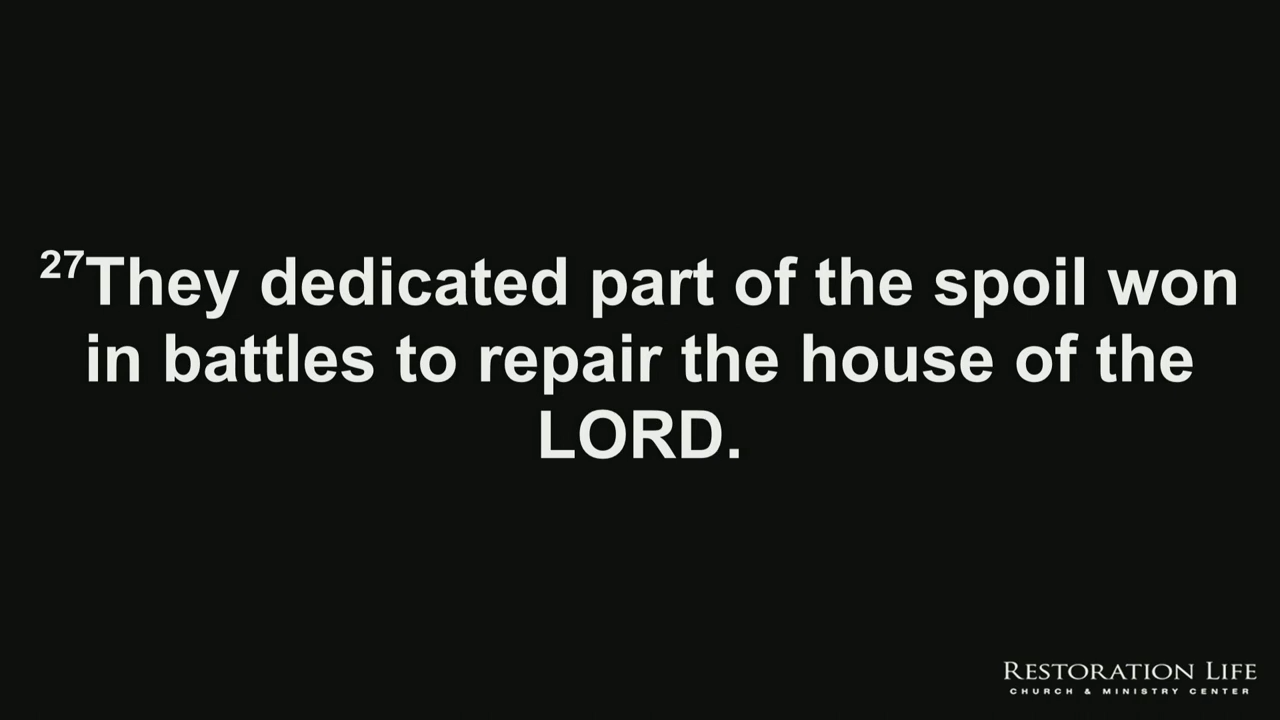 27They dedicated part of the spoil won
in battles to repair the house of the
LORD.
RESTORATION LIFE
CHURCH & MINISTRY CENTER